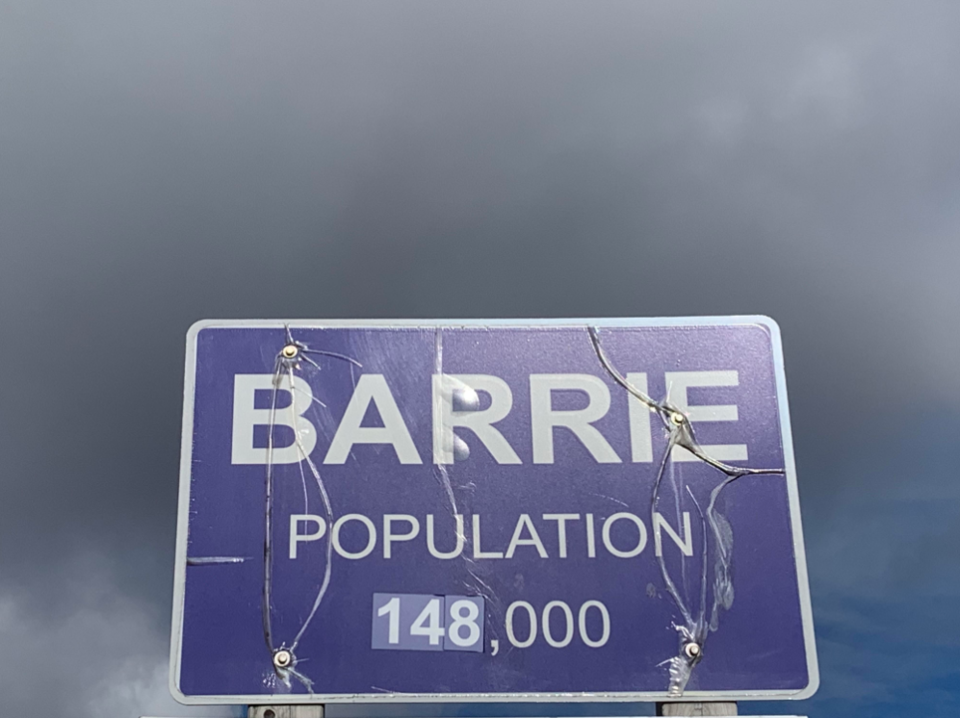 BARRIE
POPULATION
148,000